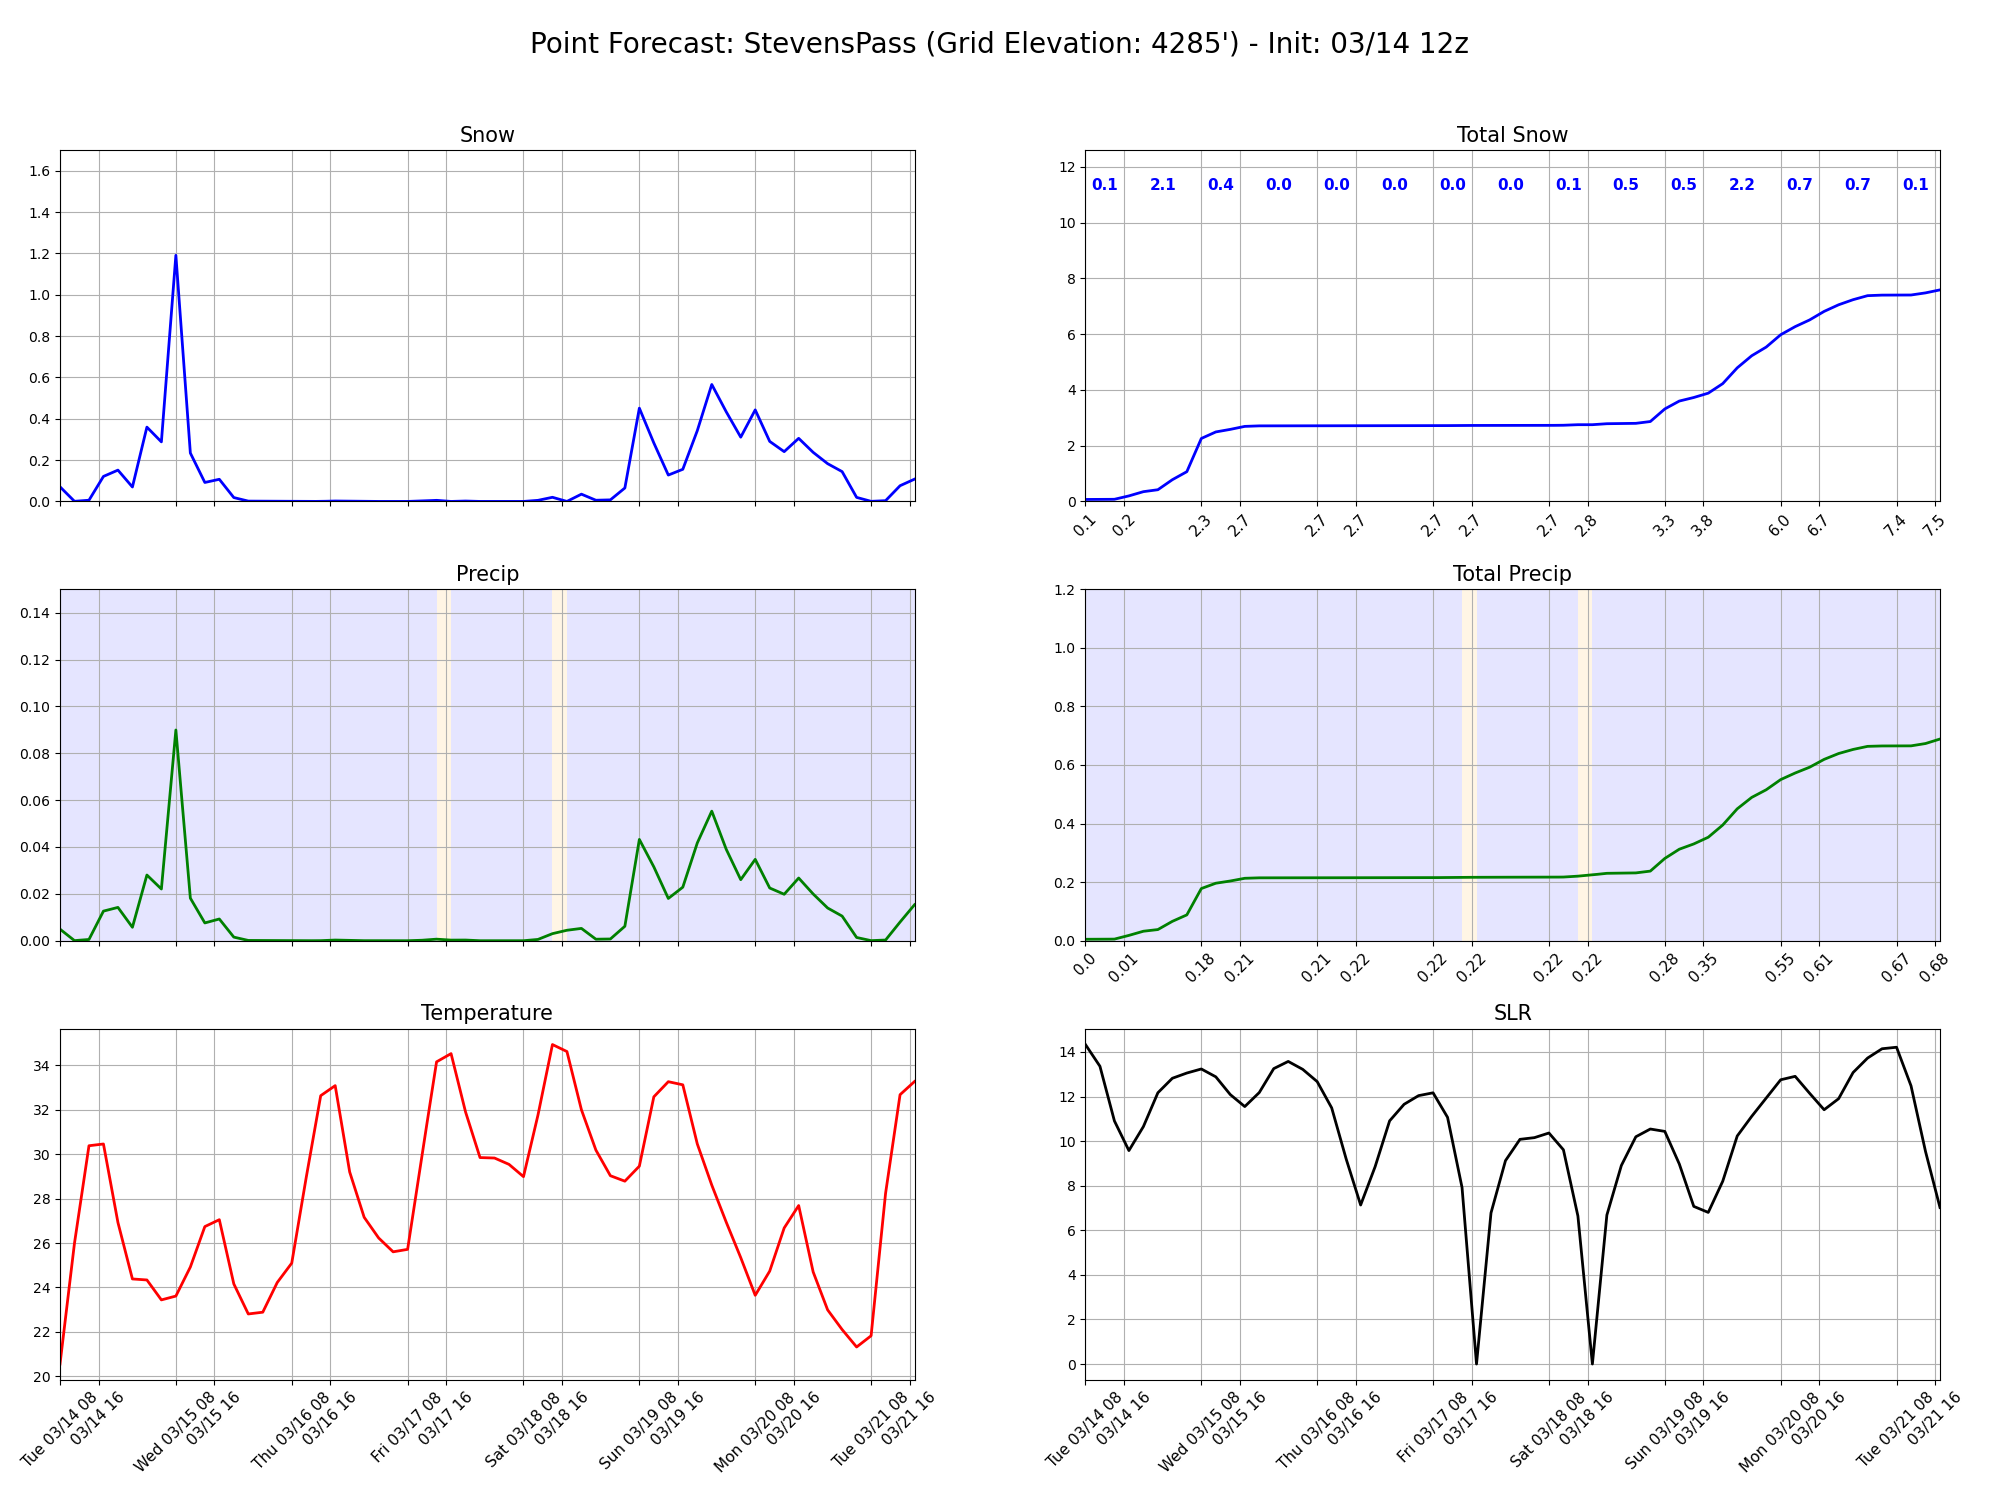 Point Forecast: StevensPass (Grid Elevation: 4285') - Init: 03/14 12z
Snow
1.6
1.4
1.2
1.0
0.8
0.6
0.4
0.2
0.0
Total Snow
12
10
8
6
4
2
0
0.1 2.1 0.4 0.0 0.0 0.0 0.0 0.0 0.1 0.5 0.5 2.2 0.7 0.7 0.1
0.1 0.2 2.3 2.7 2.7 2.7 2.7 2.7 2.7 2.8 3.3 3.8 6.0 6.7 7.4 7.5
Precip
0.14
0.12
0.10
0.08
0.06
0.04
0.02
0.00
Total Precip
1.2
1.0
0.8
0.6
0.4
0.2
0.0
0.0 0.01 0.18 0.21 0.21 0.22 0.22 0.22 0.22 0.22 0.28 0.35 0.55 0.61 0.67 0.68
Temperature
34
32
30
28
26
24
22
20
Tue 03/14 08
03/14 16
Wed 03/15 08
03/15 16
Thu 03/16 08
03/16 16
Fri 03/17 08
03/17 16
Sat 03/18 08
03/18 16
Sun 03/19 08
03/19 16
Mon 03/20 08
03/20 16
Tue 03/21 08
03/21 16
SLR
14
12
10
8
6
4
2
0
Tue 03/14 08
03/14 16
Wed 03/15 08
03/15 16
Thu 03/16 08
03/16 16
Fri 03/17 08
03/17 16
Sat 03/18 08
03/18 16
Sun 03/19 08
03/19 16
Mon 03/20 08
03/20 16
Tue 03/21 08
03/21 16